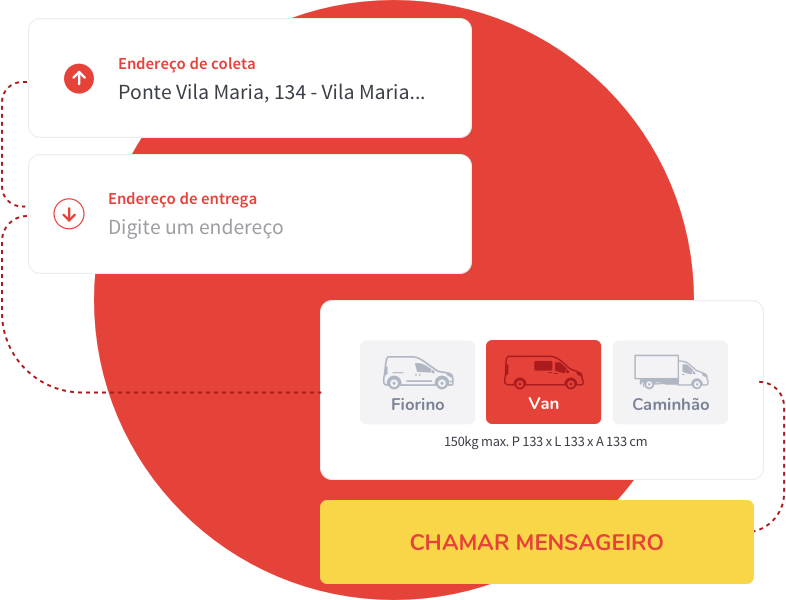 Endereço de coleta
Ponte Vila Maria, 134 - Vila Maria...
Endereço de entrega
Digite um endereço
Fiorino
Van
Caminhão
150kg max. P 133 x L 133 x A 133 cm
CHAMAR MENSAGEIRO